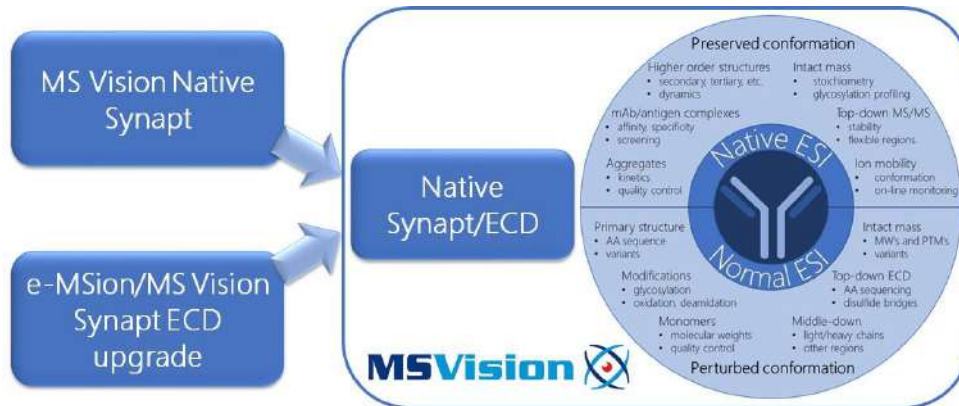 MS Vision Native
Synapt
e-MSion/MS Vision
Synapt ECD
upgrade
Native
Synapt/ECD
MSVision
Preserved conformation
Higher order structures
• secondary, tertiary, etc.
• dynamics
mAb/antigen complexes
• affinity, specificity
• screening
Aggregates
• kinetics
• quality control
Intact mass
• stoichiometry
• glycosylation profiling
Top-down MS/MS
• stability
• flexible regions
Ion mobility
• conformation
• on-line monitoring
Native ESI
Normal ESI
Primary structure
• AA sequence
• variants
Modifications
• glycosylation
• oxidation, deamidation
Monomers
• molecular weights
• quality control
Intact mass
• MW's and PTM's
• variants
Top-down ECD
• AA sequencing
• disulfide bridges
Middle-down
• light/heavy chains
• other regions
Perturbed conformation